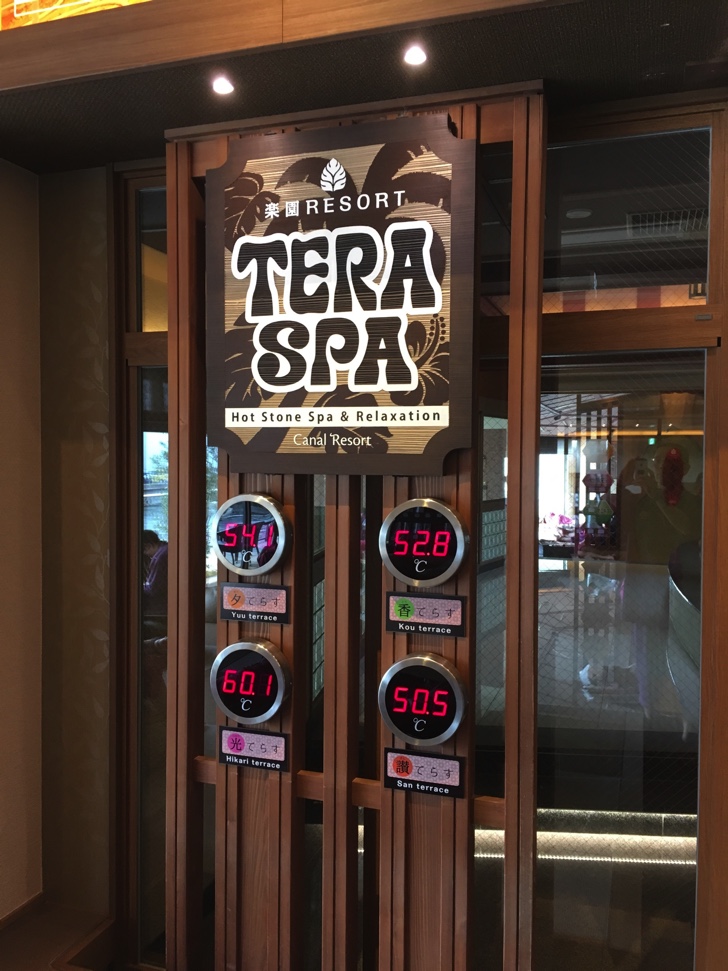 楽園RESORT
TERA
SPA
Hot Stone Spa & Relaxation
Canal Resort
54.1
℃
夕てらす
Yuu terrace
52.8
℃
香てらす
Kou terrace
60.1
℃
光てらす
Hikari terrace
50.5
℃
讃てらす
San terrace